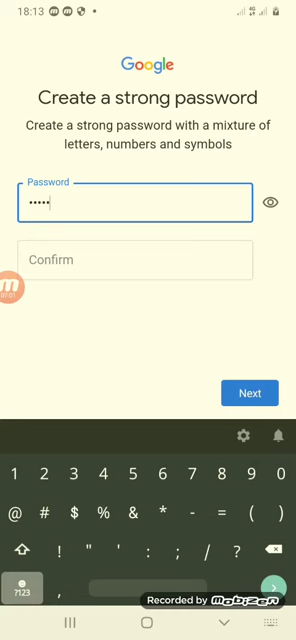 18:13
Google
Create a strong password
Create a strong password with a mixture of
letters, numbers and symbols
Password
•••••
Confirm
Next
1 2 3 4 5 6 7 8 9 0
@ # $ % & * - = ( )
! " ' : ; / ?
?123 ,
Recorded by Mobizen